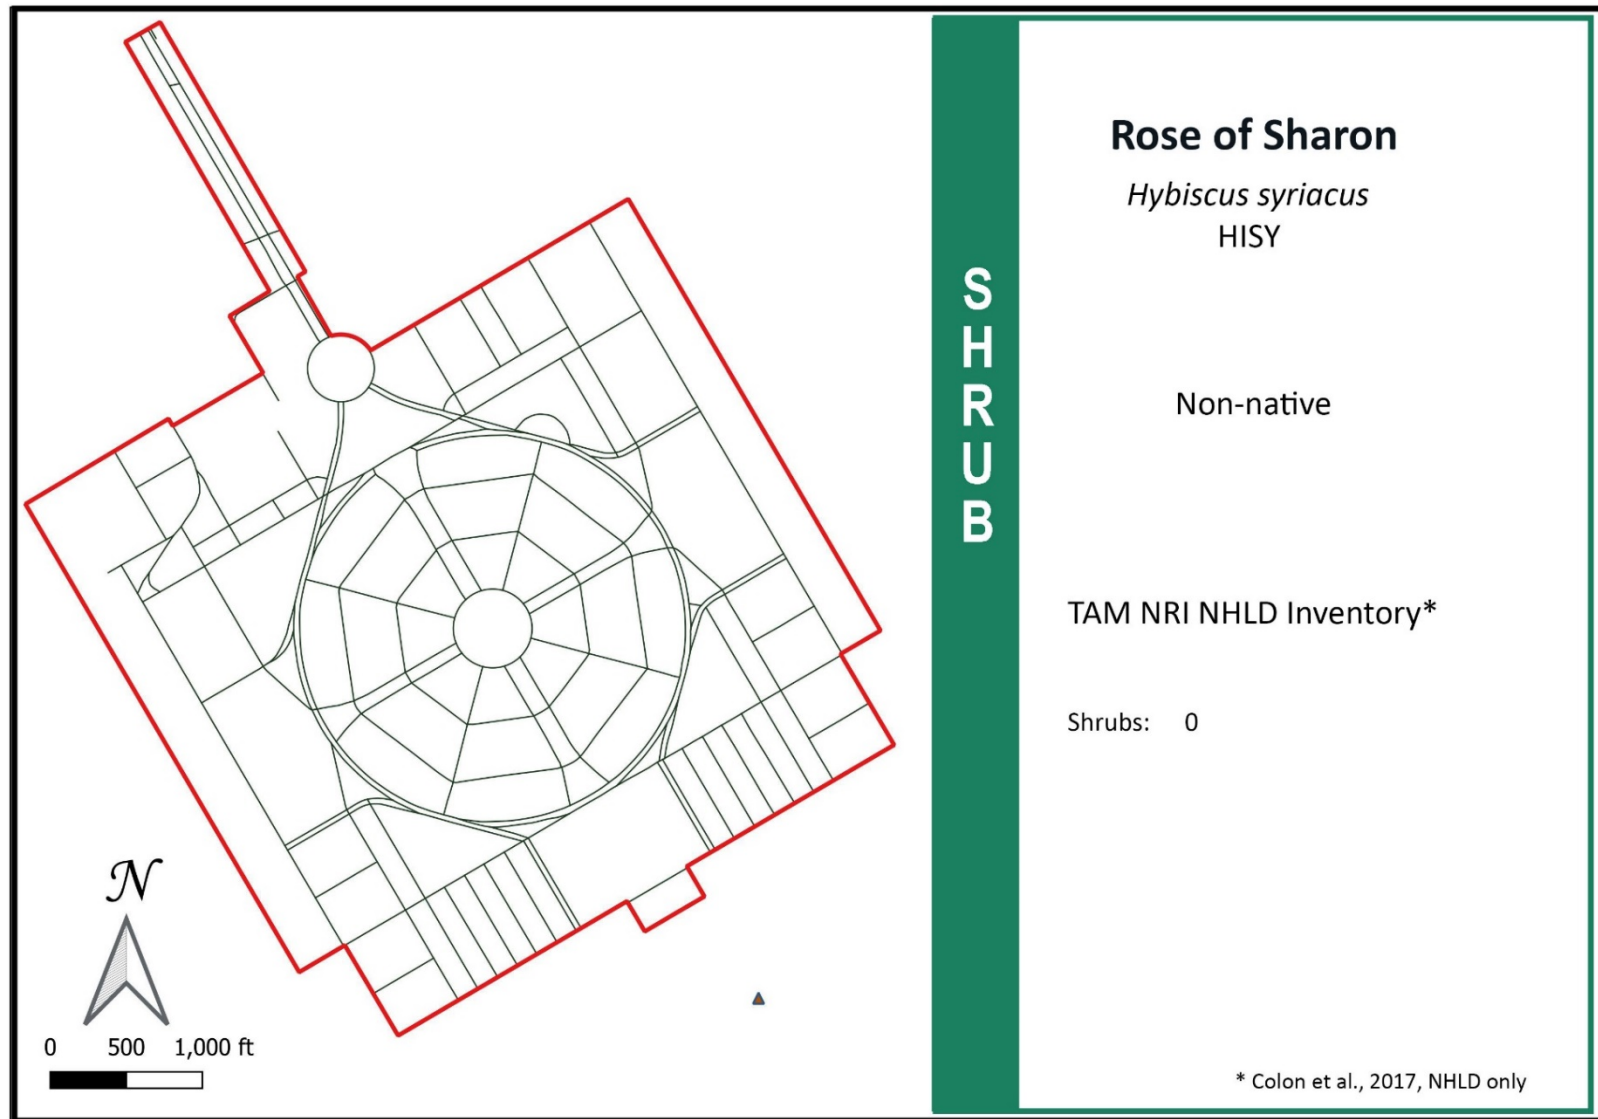 N
0 500 1,000 ft
S
H
R
U
B
Rose of Sharon
Hybiscus syriacus
HISY
Non-native
TAM NRI NHLD Inventory*
Shrubs: 0
* Colon et al., 2017, NHLD only